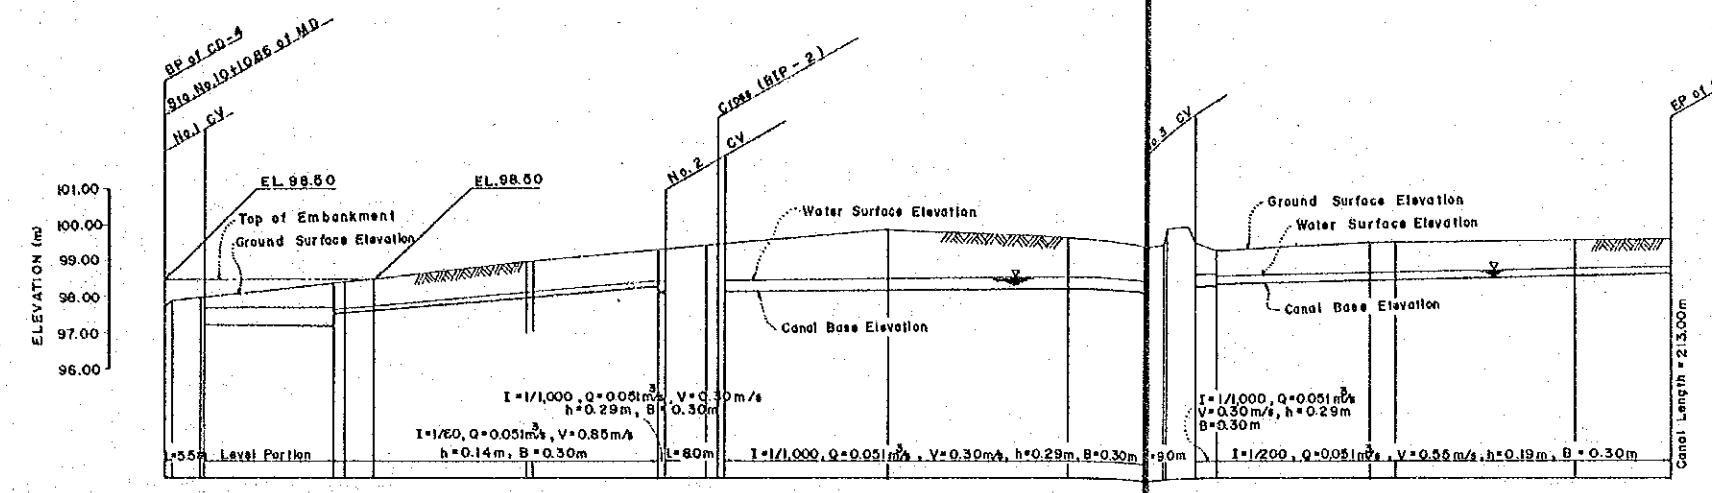 BP of CD-4
Sta.No.10+10.86 of MD
No.1 CV
Cross (BIP - 2)
No. 2 CV
CV
EP of
EL.98.50
EL.98.50
101.00
100.00
99.00
98.00
97.00
96.00
ELEVATION (m)
Top of Embankment
Ground Surface Elevation
Water Surface Elevation
Canal Base Elevation
Ground Surface Elevation
Water Surface Elevation
Canal Base Elevation
I=1/1,000, Q=0.051m³/s, V=0.30m/s
h=0.29m, B=0.30m
I=1/60, Q=0.051m³/s, V=0.85m/s
h=0.14m, B=0.30m
Level Portion
L=8.0m
I=1/1,000, Q=0.051m³/s, V=0.30m/s, h=0.29m, B=0.30m
I=1/1,000, Q=0.051m³/s
V=0.30m/s, h=0.29m
B=0.30m
I=1/200, Q=0.051m³/s, V=0.55m/s, h=0.19m, B=0.30m
Canal Length = 213.00m